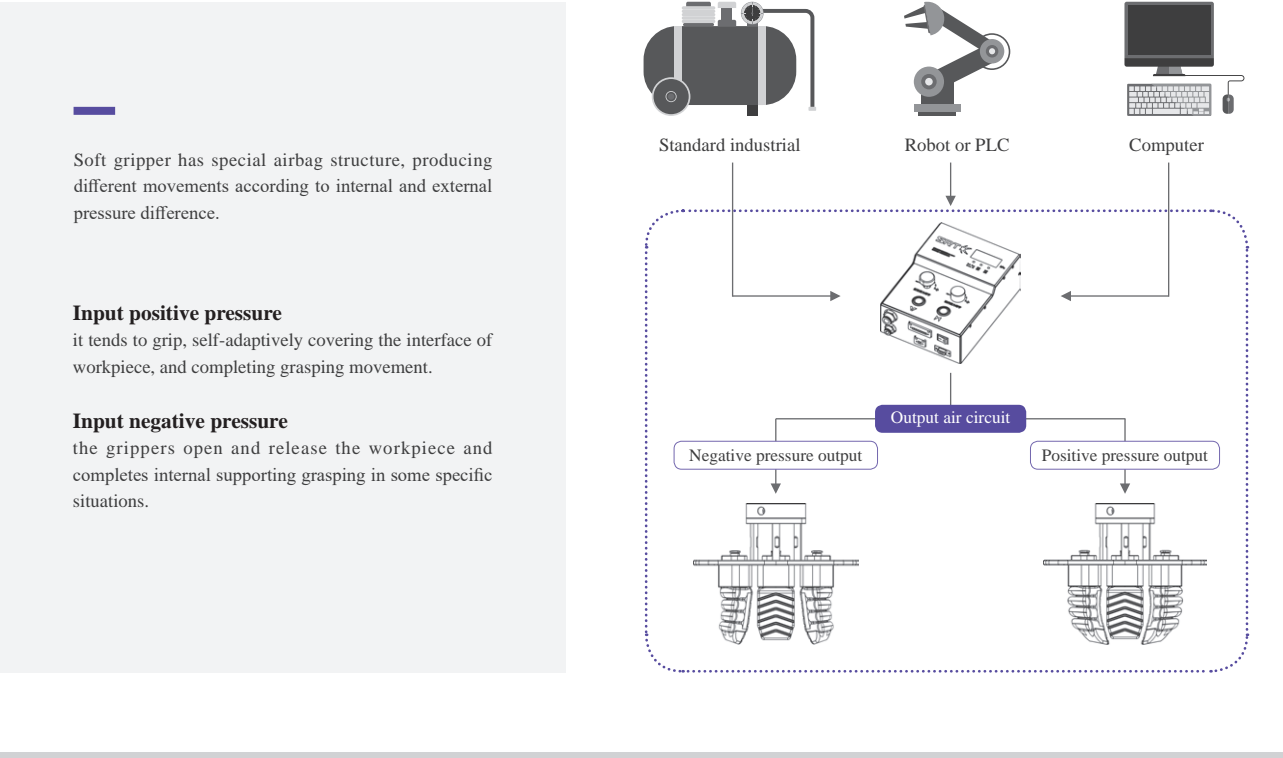 Soft gripper has special airbag structure, producing
different movements according to internal and external
pressure difference.
Input positive pressure
it tends to grip, self-adaptively covering the interface of
workpiece, and completing grasping movement.
Input negative pressure
the grippers open and release the workpiece and
completes internal supporting grasping in some specific
situations.
Standard industrial
Robot or PLC
Computer
Output air circuit
Negative pressure output
Positive pressure output